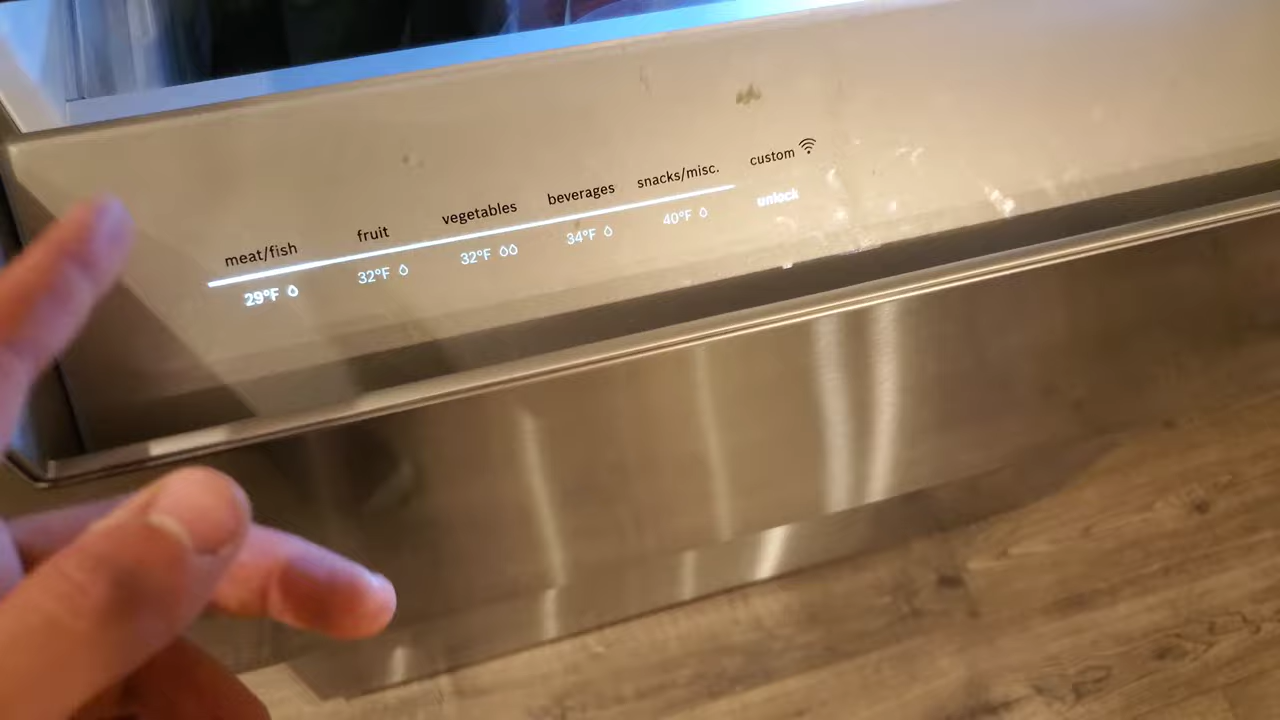 meat/fish fruit vegetables beverages snacks/misc. custom
29°F 32°F 32°F 34°F 40°F unlock